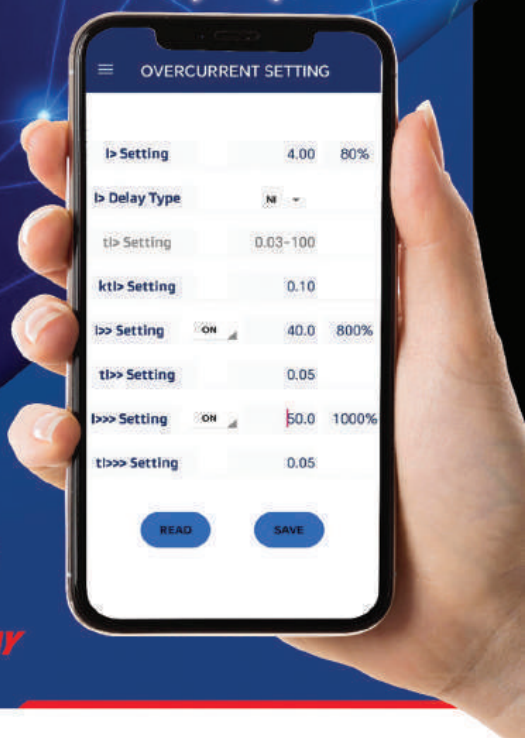 OVERCURRENT SETTING
I> Setting 4.00 80%
I> Delay Type NI
tI> Setting 0.03-100
ktI> Setting 0.10
I>> Setting ON 40.0 800%
tI>> Setting 0.05
I>>> Setting ON 50.0 1000%
tI>>> Setting 0.05
READ SAVE